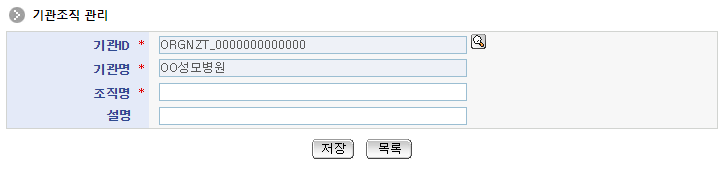 기관조직 관리
기관ID * ORGNZT_0000000000000
기관명 * OO성모병원
조직명 *
설명
저장 목록